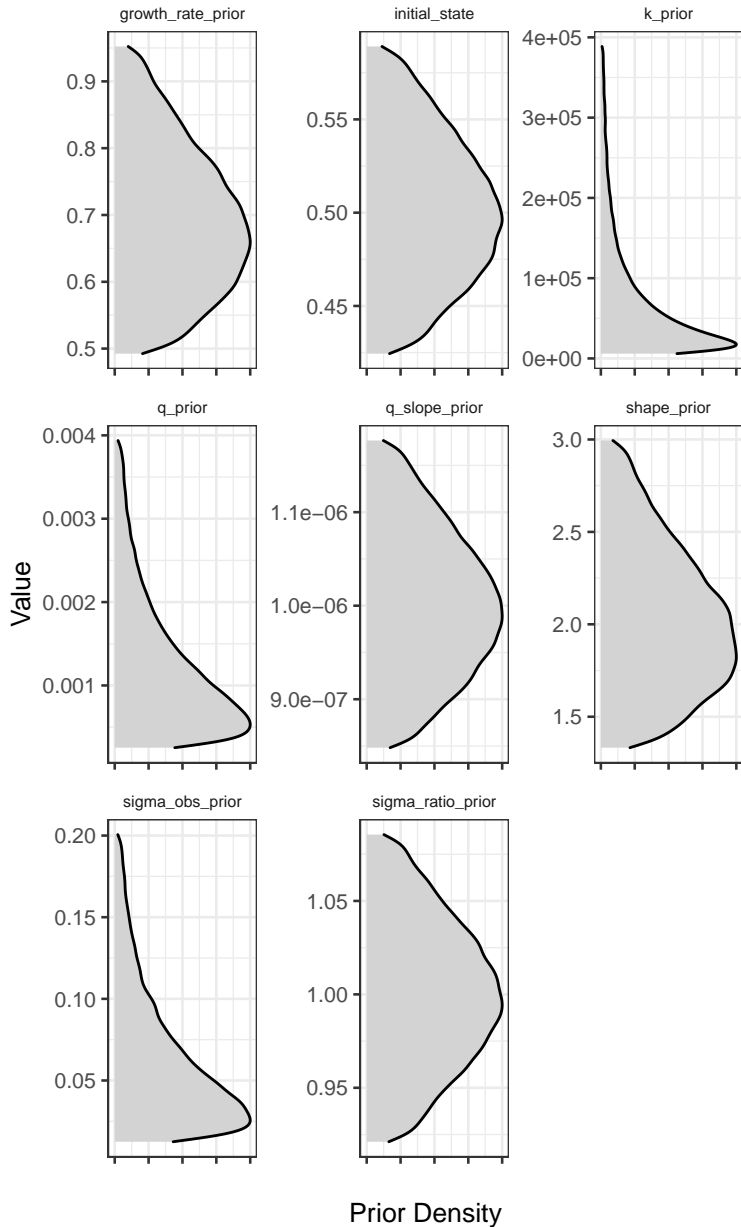 growth_rate_prior
0.9
0.8
0.7
0.6
0.5
initial_state
0.55
0.50
0.45
k_prior
4e+05
3e+05
2e+05
1e+05
0e+00
q_prior
0.004
0.003
0.002
0.001
q_slope_prior
1.1e−06
1.0e−06
9.0e−07
shape_prior
3.0
2.5
2.0
1.5
sigma_obs_prior
0.20
0.15
0.10
0.05
sigma_ratio_prior
1.05
1.00
0.95
Value
Prior Density